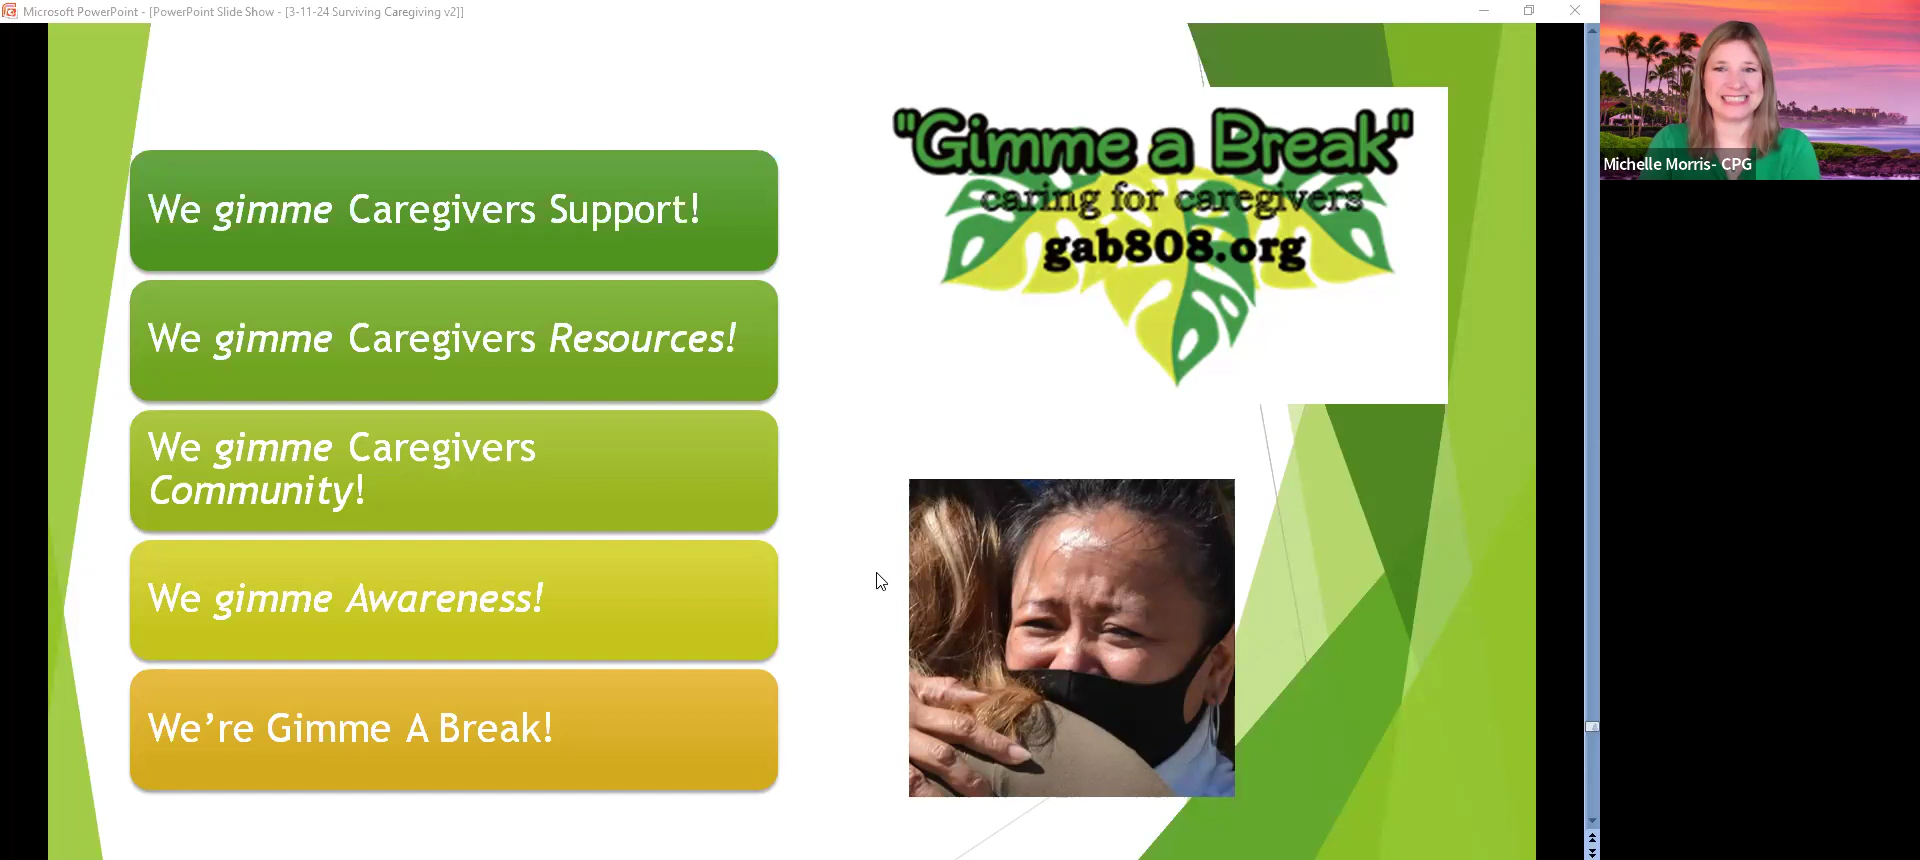 Microsoft PowerPoint - [PowerPoint Slide Show - [3-11-24 Surviving Caregiving v2]]
We gimme Caregivers Support!
We gimme Caregivers Resources!
We gimme Caregivers
Community!
We gimme Awareness!
We’re Gimme A Break!
"Gimme a Break"
caring for caregivers
gab808.org
Michelle Morris- CPG